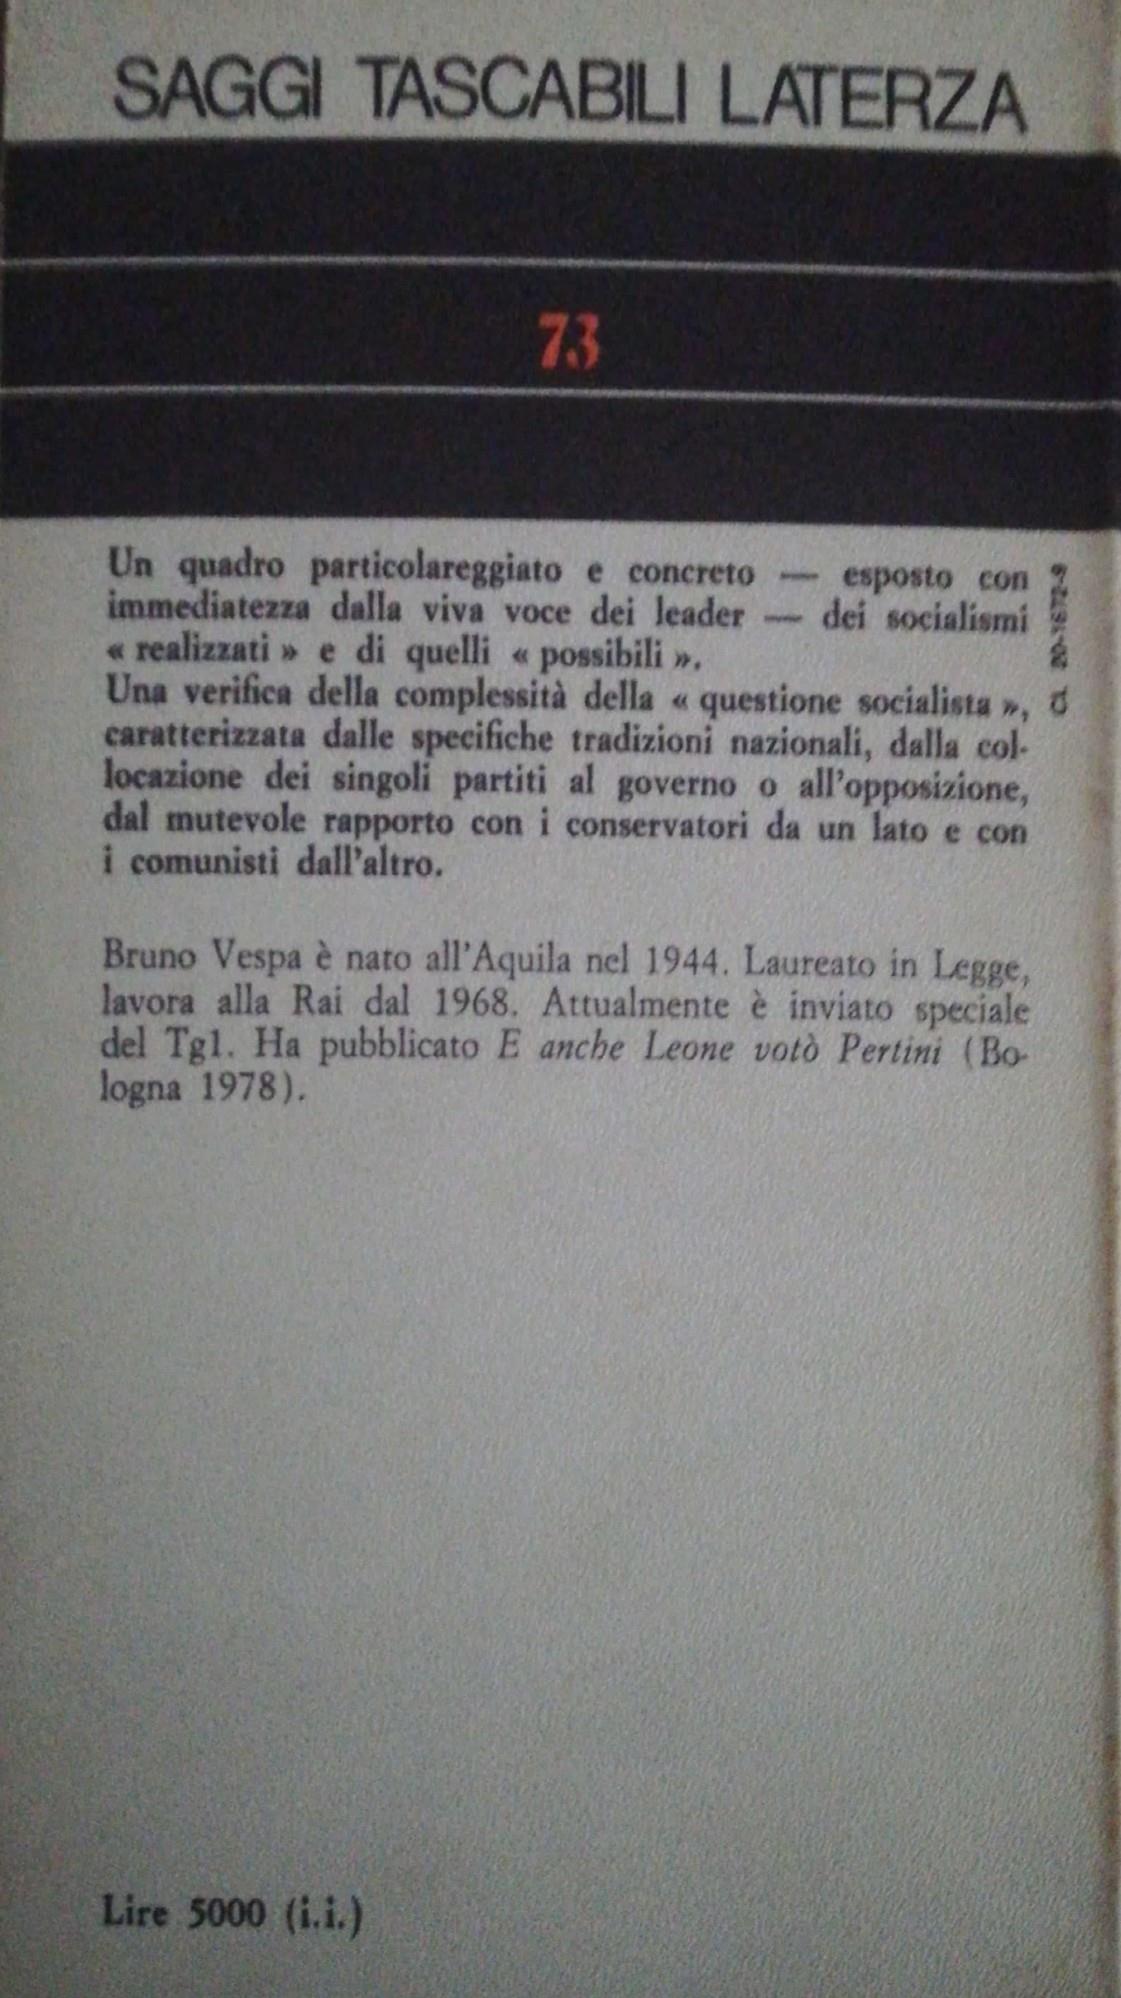 SAGGI TASCABILI LATERZA
73
Un quadro particolareggiato e concreto — esposto con
immediatezza dalla viva voce dei leader — dei socialismi
« realizzati » e di quelli « possibili ».
Una verifica della complessità della « questione socialista »,
caratterizzata dalle specifiche tradizioni nazionali, dalla col-
locazione dei singoli partiti al governo o all'opposizione,
dal mutevole rapporto con i conservatori da un lato e con
i comunisti dall'altro.
Bruno Vespa è nato all'Aquila nel 1944. Laureato in Legge,
lavora alla Rai dal 1968. Attualmente è inviato speciale
del Tg1. Ha pubblicato E anche Leone votò Pertini (Bo-
logna 1978).
Lire 5000 (i.i.)